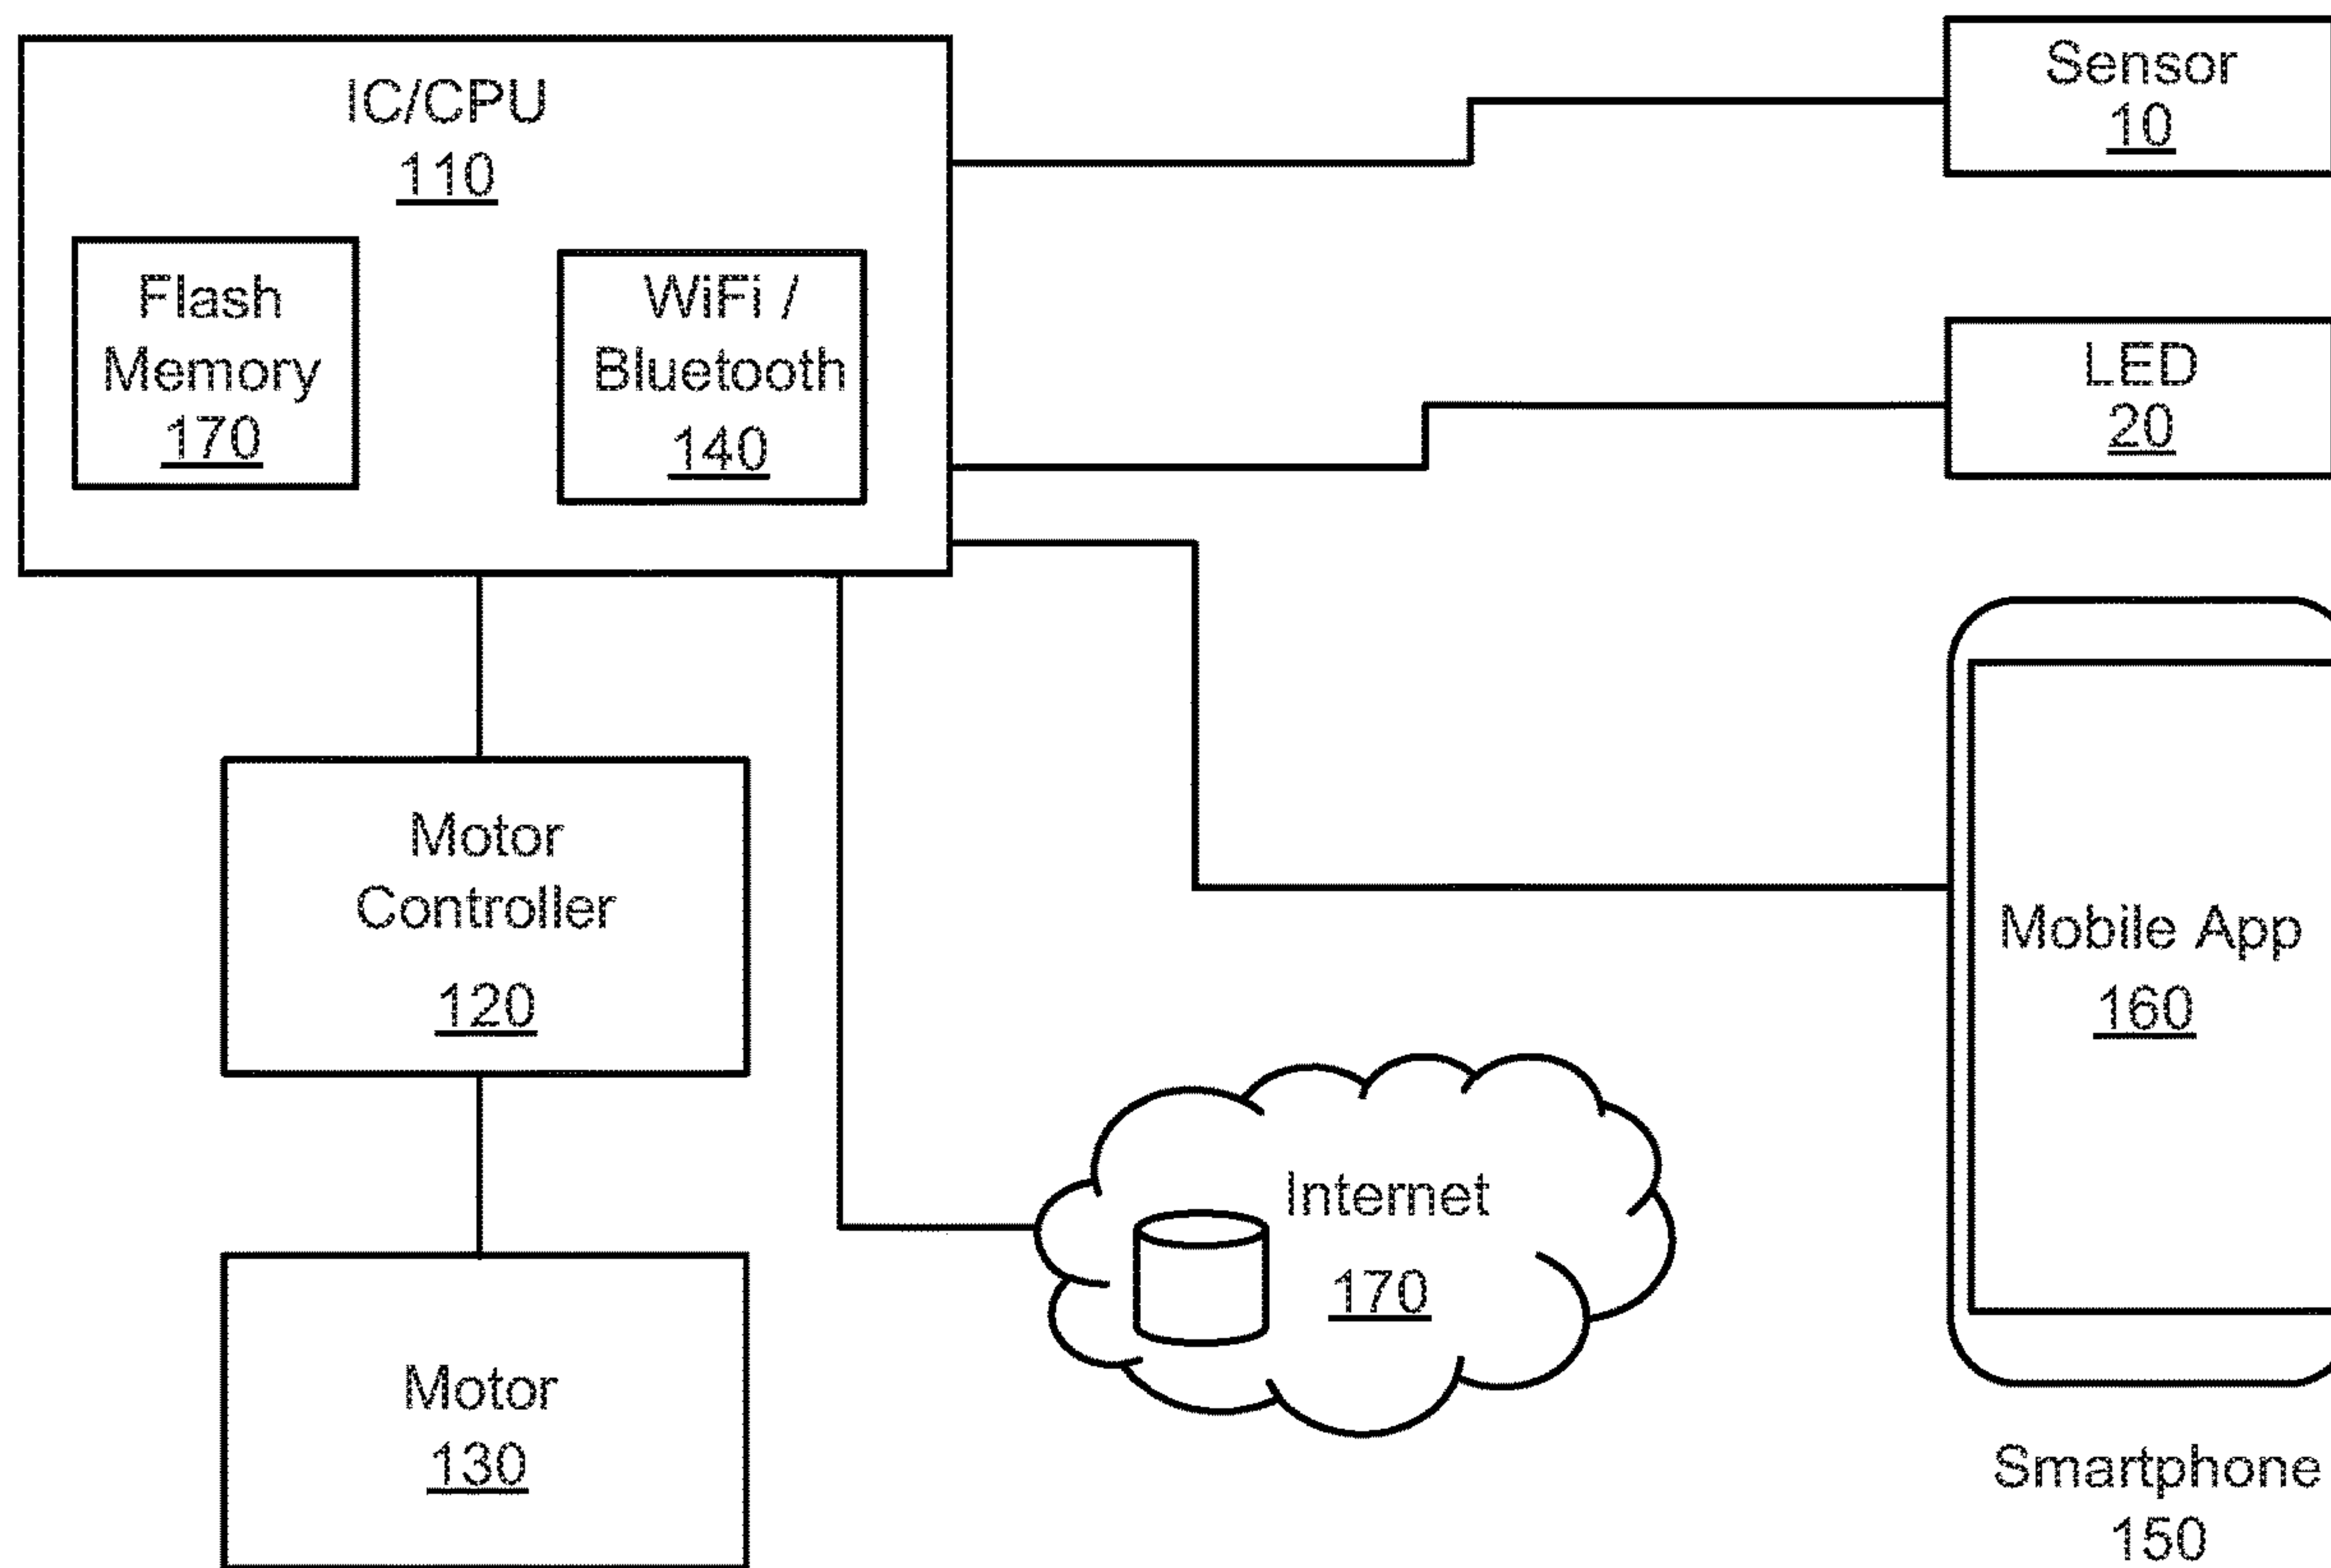 IC/CPU
110
Flash
Memory
170
WiFi /
Bluetooth
140
Sensor
10
LED
20
Motor
Controller
120
Mobile App
160
Internet
170
Motor
130
Smartphone
150